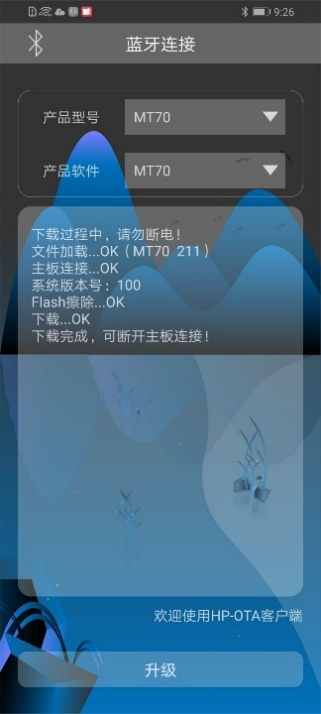 9:26
蓝牙连接
产品型号 MT70
产品软件 MT70
下载过程中，请勿断电！
文件加载...OK（MT70 211）
主板连接...OK
系统版本号：100
Flash擦除...OK
下载...OK
下载完成，可断开主板连接！
欢迎使用HP-OTA客户端
升级